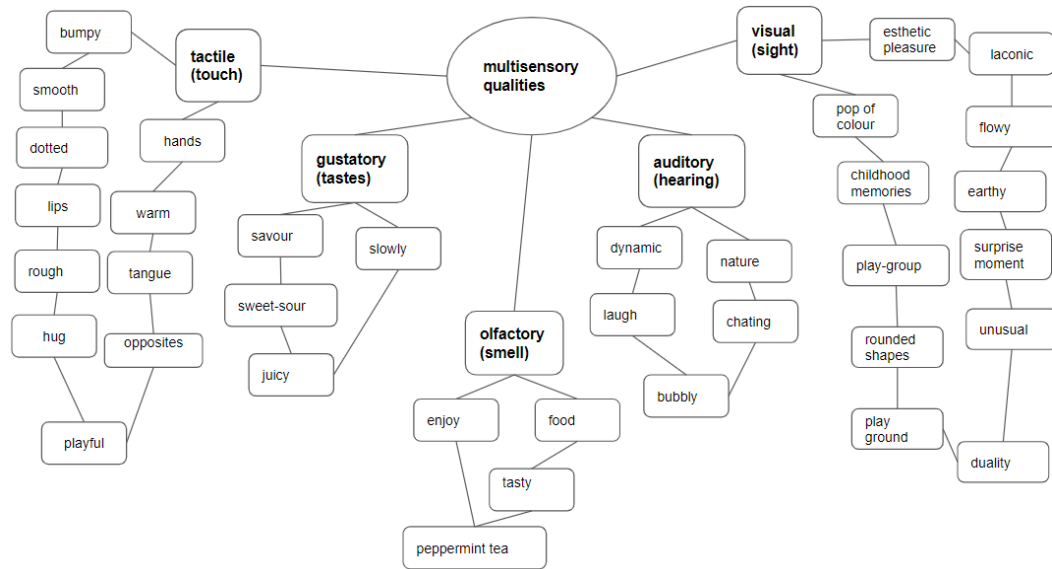 multisensory
qualities
tactile
(touch)
bumpy
smooth
dotted
lips
rough
hug
playful
hands
warm
tangue
opposites
gustatory
(tastes)
savour
sweet-sour
juicy
slowly
olfactory
(smell)
enjoy
food
tasty
peppermint tea
auditory
(hearing)
dynamic
laugh
bubbly
nature
chating
visual
(sight)
esthetic
pleasure
laconic
flowy
earthy
surprise
moment
unusual
duality
pop of
colour
childhood
memories
play-group
rounded
shapes
play
ground